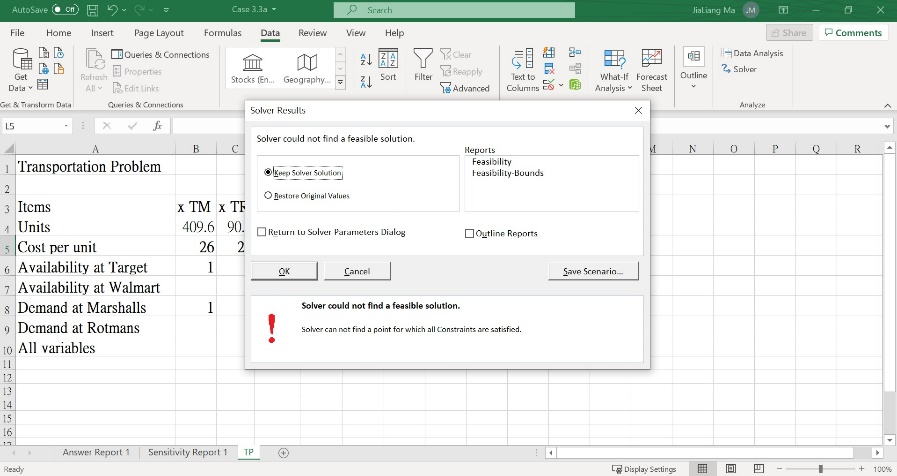 AutoSave Off Case 3.3a Search JiaLiang Ma JM
File Home Insert Page Layout Formulas Data Review View Help Share Comments
Get Data
Refresh All
Queries & Connections
Properties
Edit Links
Stocks (En... Geography...
Sort
Filter
Clear
Reapply
Advanced
Text to Columns
What-If Analysis
Forecast Sheet
Outline
Data Analysis
Solver
Get & Transform Data Queries & Connections Analyze
L5 fx
A B C M N O P Q R
1 Transportation Problem
2
3 Items x TM x TR
4 Units 409.6 90.
5 Cost per unit 26 2
6 Availability at Target 1
7 Availability at Walmart
8 Demand at Marshalls 1
9 Demand at Rotmans
10 All variables
11
12
13
14
15
16
17
Solver Results
Solver could not find a feasible solution.
Keep Solver Solution
Restore Original Values
Reports
Feasibility
Feasibility-Bounds
Return to Solver Parameters Dialog
Outline Reports
OK Cancel Save Scenario...
Solver could not find a feasible solution.
Solver can not find a point for which all Constraints are satisfied.
Answer Report 1 Sensitivity Report 1 TP
Ready Display Settings 100%